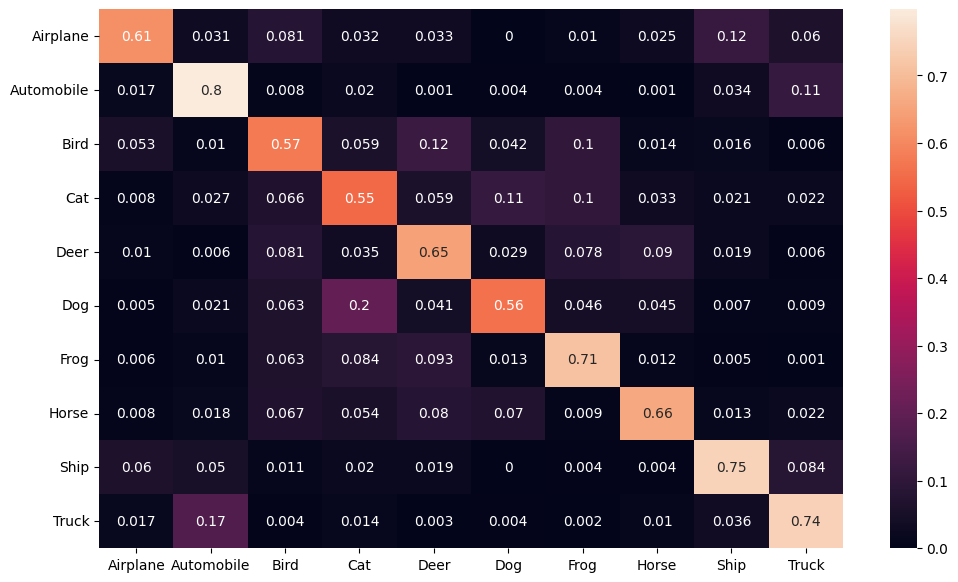 Airplane 0.61 0.031 0.081 0.032 0.033 0 0.01 0.025 0.12 0.06
Automobile 0.017 0.8 0.008 0.02 0.001 0.004 0.004 0.001 0.034 0.11
Bird 0.053 0.01 0.57 0.059 0.12 0.042 0.1 0.014 0.016 0.006
Cat 0.008 0.027 0.066 0.55 0.059 0.11 0.1 0.033 0.021 0.022
Deer 0.01 0.006 0.081 0.035 0.65 0.029 0.078 0.09 0.019 0.006
Dog 0.005 0.021 0.063 0.2 0.041 0.56 0.046 0.045 0.007 0.009
Frog 0.006 0.01 0.063 0.084 0.093 0.013 0.71 0.012 0.005 0.001
Horse 0.008 0.018 0.067 0.054 0.08 0.07 0.009 0.66 0.013 0.022
Ship 0.06 0.05 0.011 0.02 0.019 0 0.004 0.004 0.75 0.084
Truck 0.017 0.17 0.004 0.014 0.003 0.004 0.002 0.01 0.036 0.74
Airplane Automobile Bird Cat Deer Dog Frog Horse Ship Truck
0.7
0.6
0.5
0.4
0.3
0.2
0.1
0.0